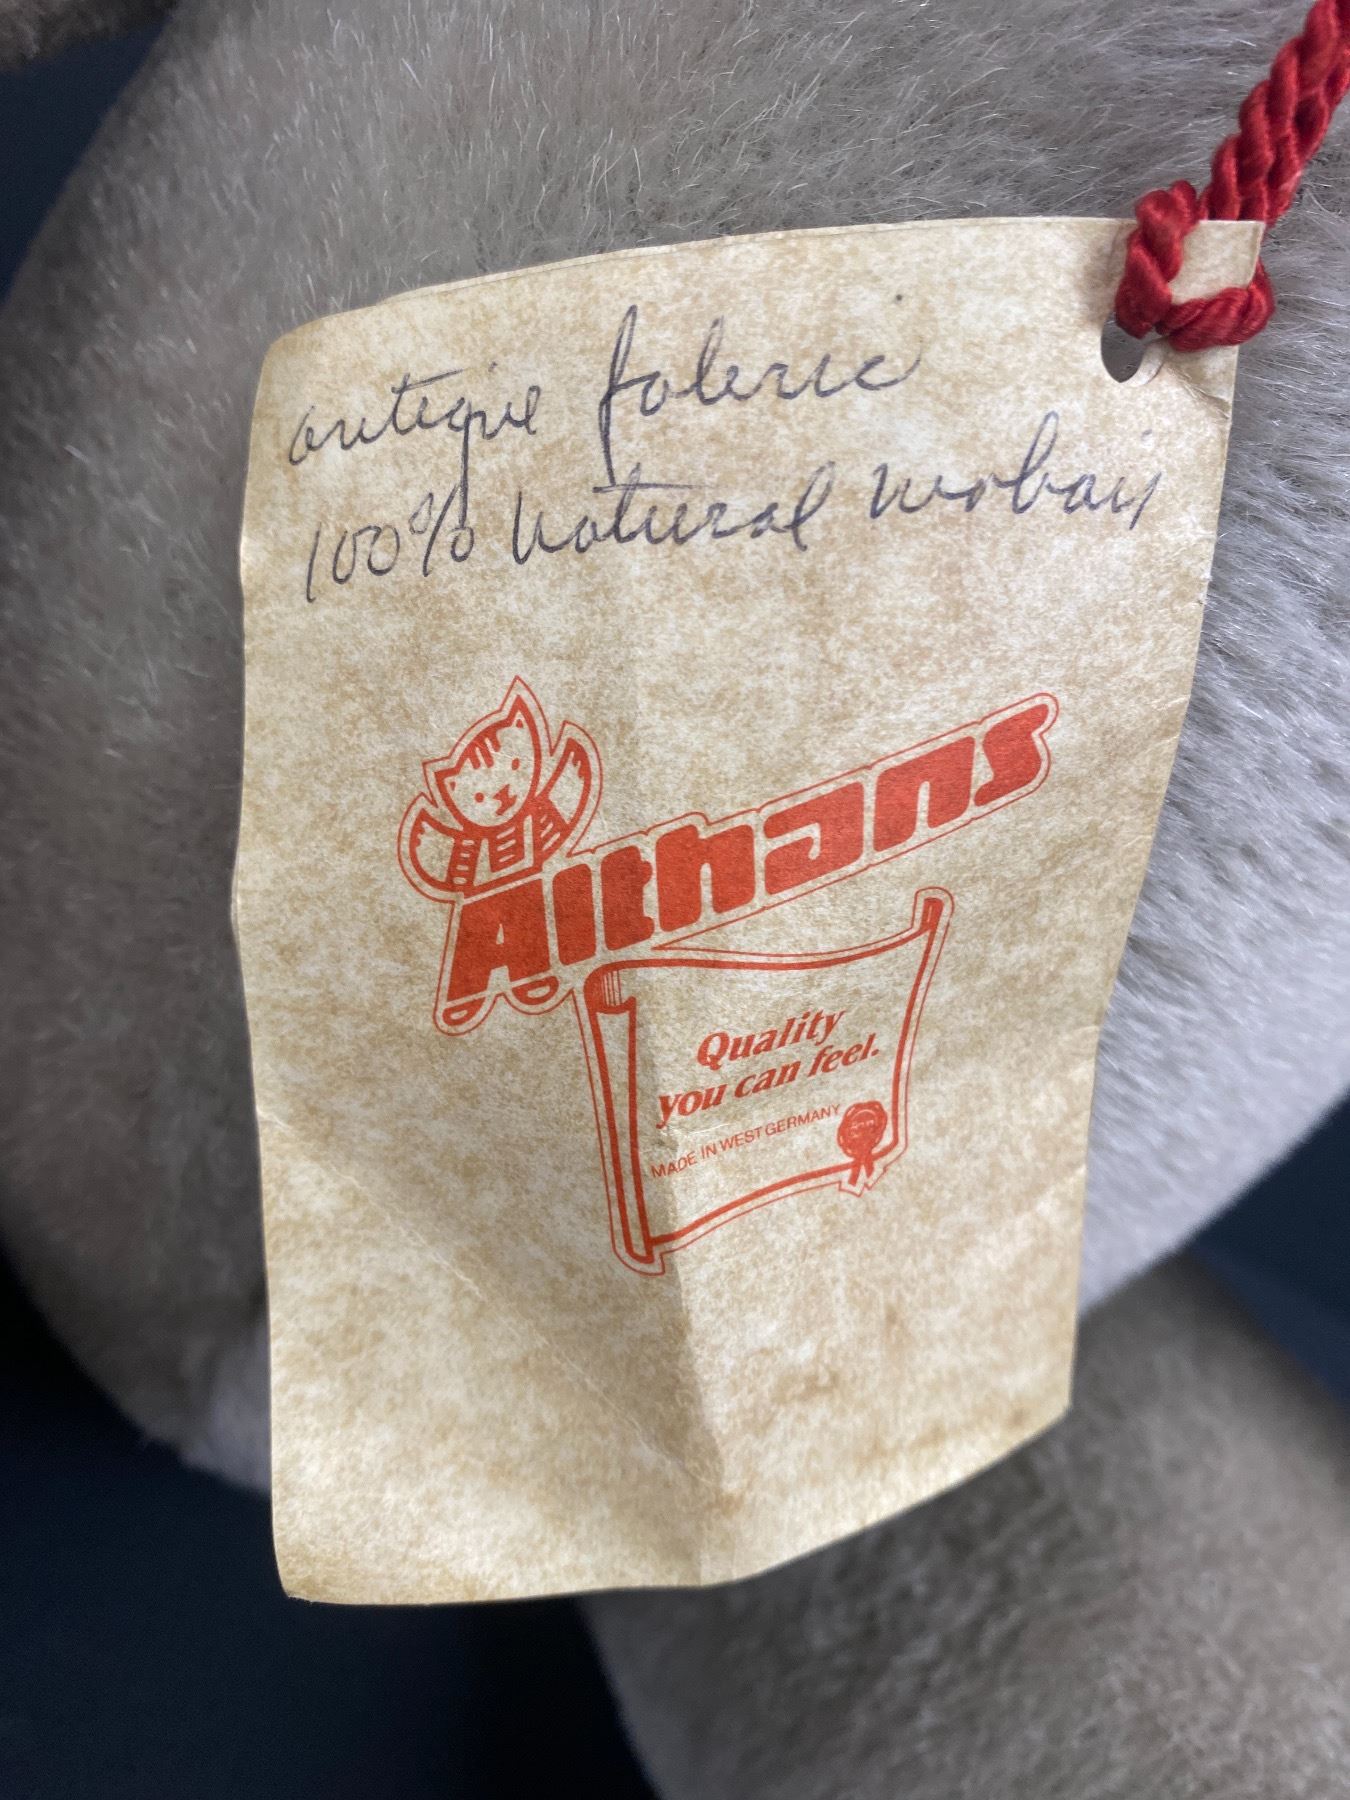 antique fabric
100% natural mohair
Althans
Quality
you can feel.
MADE IN WEST GERMANY